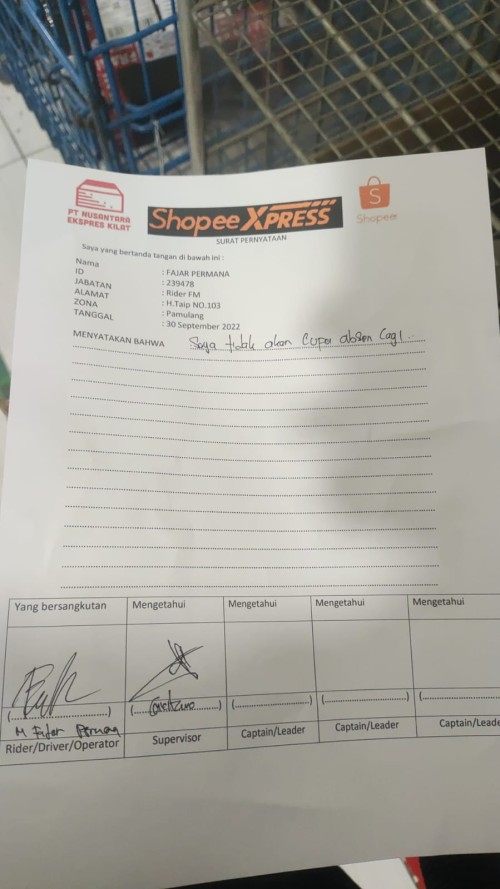 PT NUSANTARA
EKSPRES KILAT
Shopee XPRESS
S
Shopee
SURAT PERNYATAAN
Saya yang bertanda tangan di bawah ini :
Nama : FAJAR PERMANA
ID : 239478
JABATAN : Rider FM
ALAMAT : H.Taip NO.103
ZONA : Pamulang
TANGGAL : 30 September 2022
MENYATAKAN BAHWA Saya tidak akan Lupa absen Lagi.
Yang bersangkutan Mengetahui Mengetahui Mengetahui Mengetahui
(....................) (....................) (....................) (....................) (....................
M Fajar Permana
Rider/Driver/Operator Supervisor Captain/Leader Captain/Leader Captain/Leade